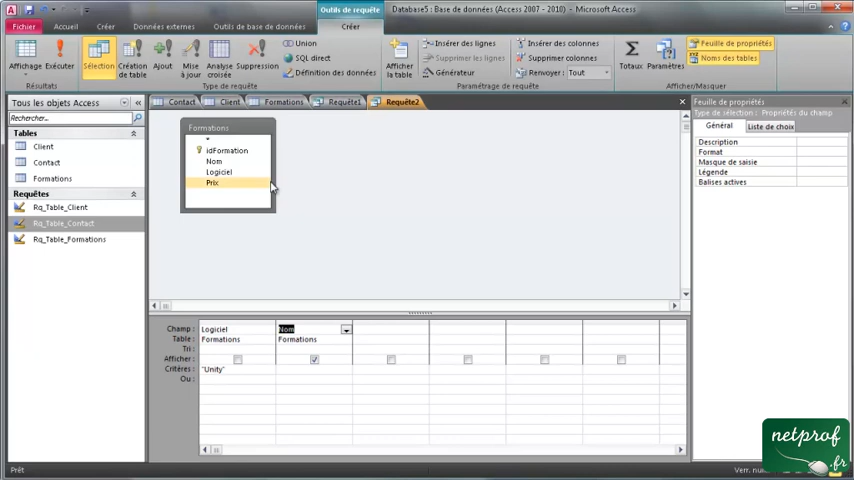 Outils de requête
Database5 : Base de données (Access 2007 - 2010) - Microsoft Access
Fichier Accueil Créer Données externes Outils de base de données Créer
Affichage Exécuter Sélection Création de table Ajout Mise à jour Analyse croisée Suppression
Union
SQL direct
Définition des données
Afficher la table
Insérer des lignes
Supprimer les lignes
Générateur
Insérer des colonnes
Supprimer colonnes
Renvoyer : Tout
Totaux Paramètres
Feuille de propriétés
Noms des tables
Résultats Type de requête Paramétrage de requête Afficher/Masquer
Tous les objets Access
Rechercher...
Tables
Client
Contact
Formations
Requêtes
Rq_Table_Client
Rq_Table_Contact
Rq_Table_Formations
Contact Client Formations Requête1 Requête2
Formations
*
idFormation
Nom
Logiciel
Prix
Champ : Logiciel Nom
Table : Formations Formations
Tri :
Afficher :
Critères : "Unity"
Ou :
Feuille de propriétés
Type de sélection : Propriétés du champ
Général Liste de choix
Description
Format
Masque de saisie
Légende
Balises actives
netprof
.fr
Prêt
Verr. num